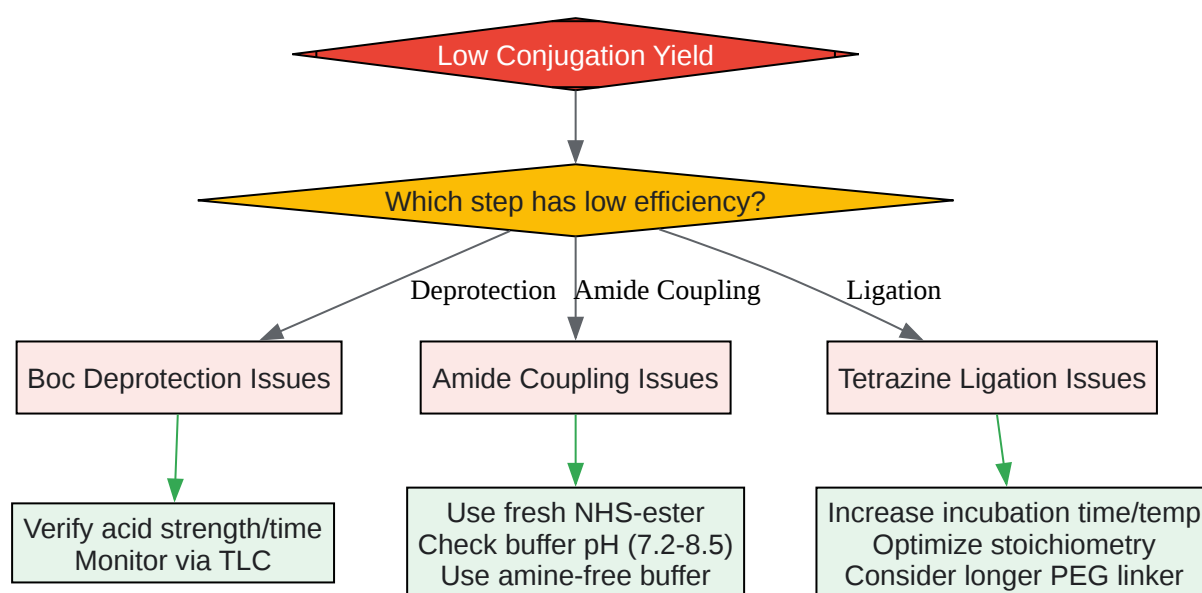 Low Conjugation Yield
Which step has low efficiency?
Deprotection
Amide Coupling
Ligation
Boc Deprotection Issues
Amide Coupling Issues
Tetrazine Ligation Issues
Verify acid strength/time
Monitor via TLC
Use fresh NHS-ester
Check buffer pH (7.2-8.5)
Use amine-free buffer
Increase incubation time/temp
Optimize stoichiometry
Consider longer PEG linker